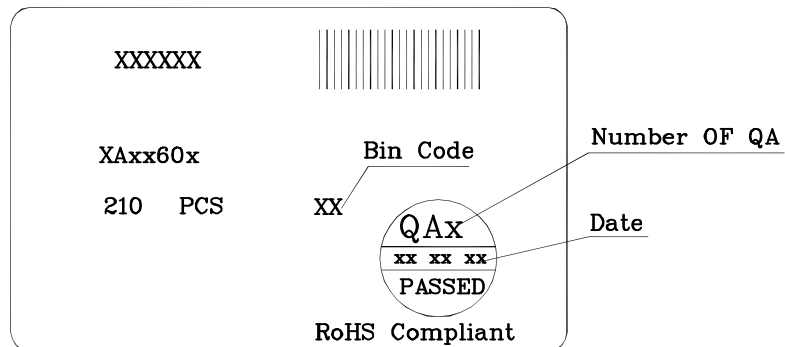 XXXXXX
XAxx60x
Bin Code
Number OF QA
210 PCS
XX
QAx
Date
xx xx xx
PASSED
RoHS Compliant